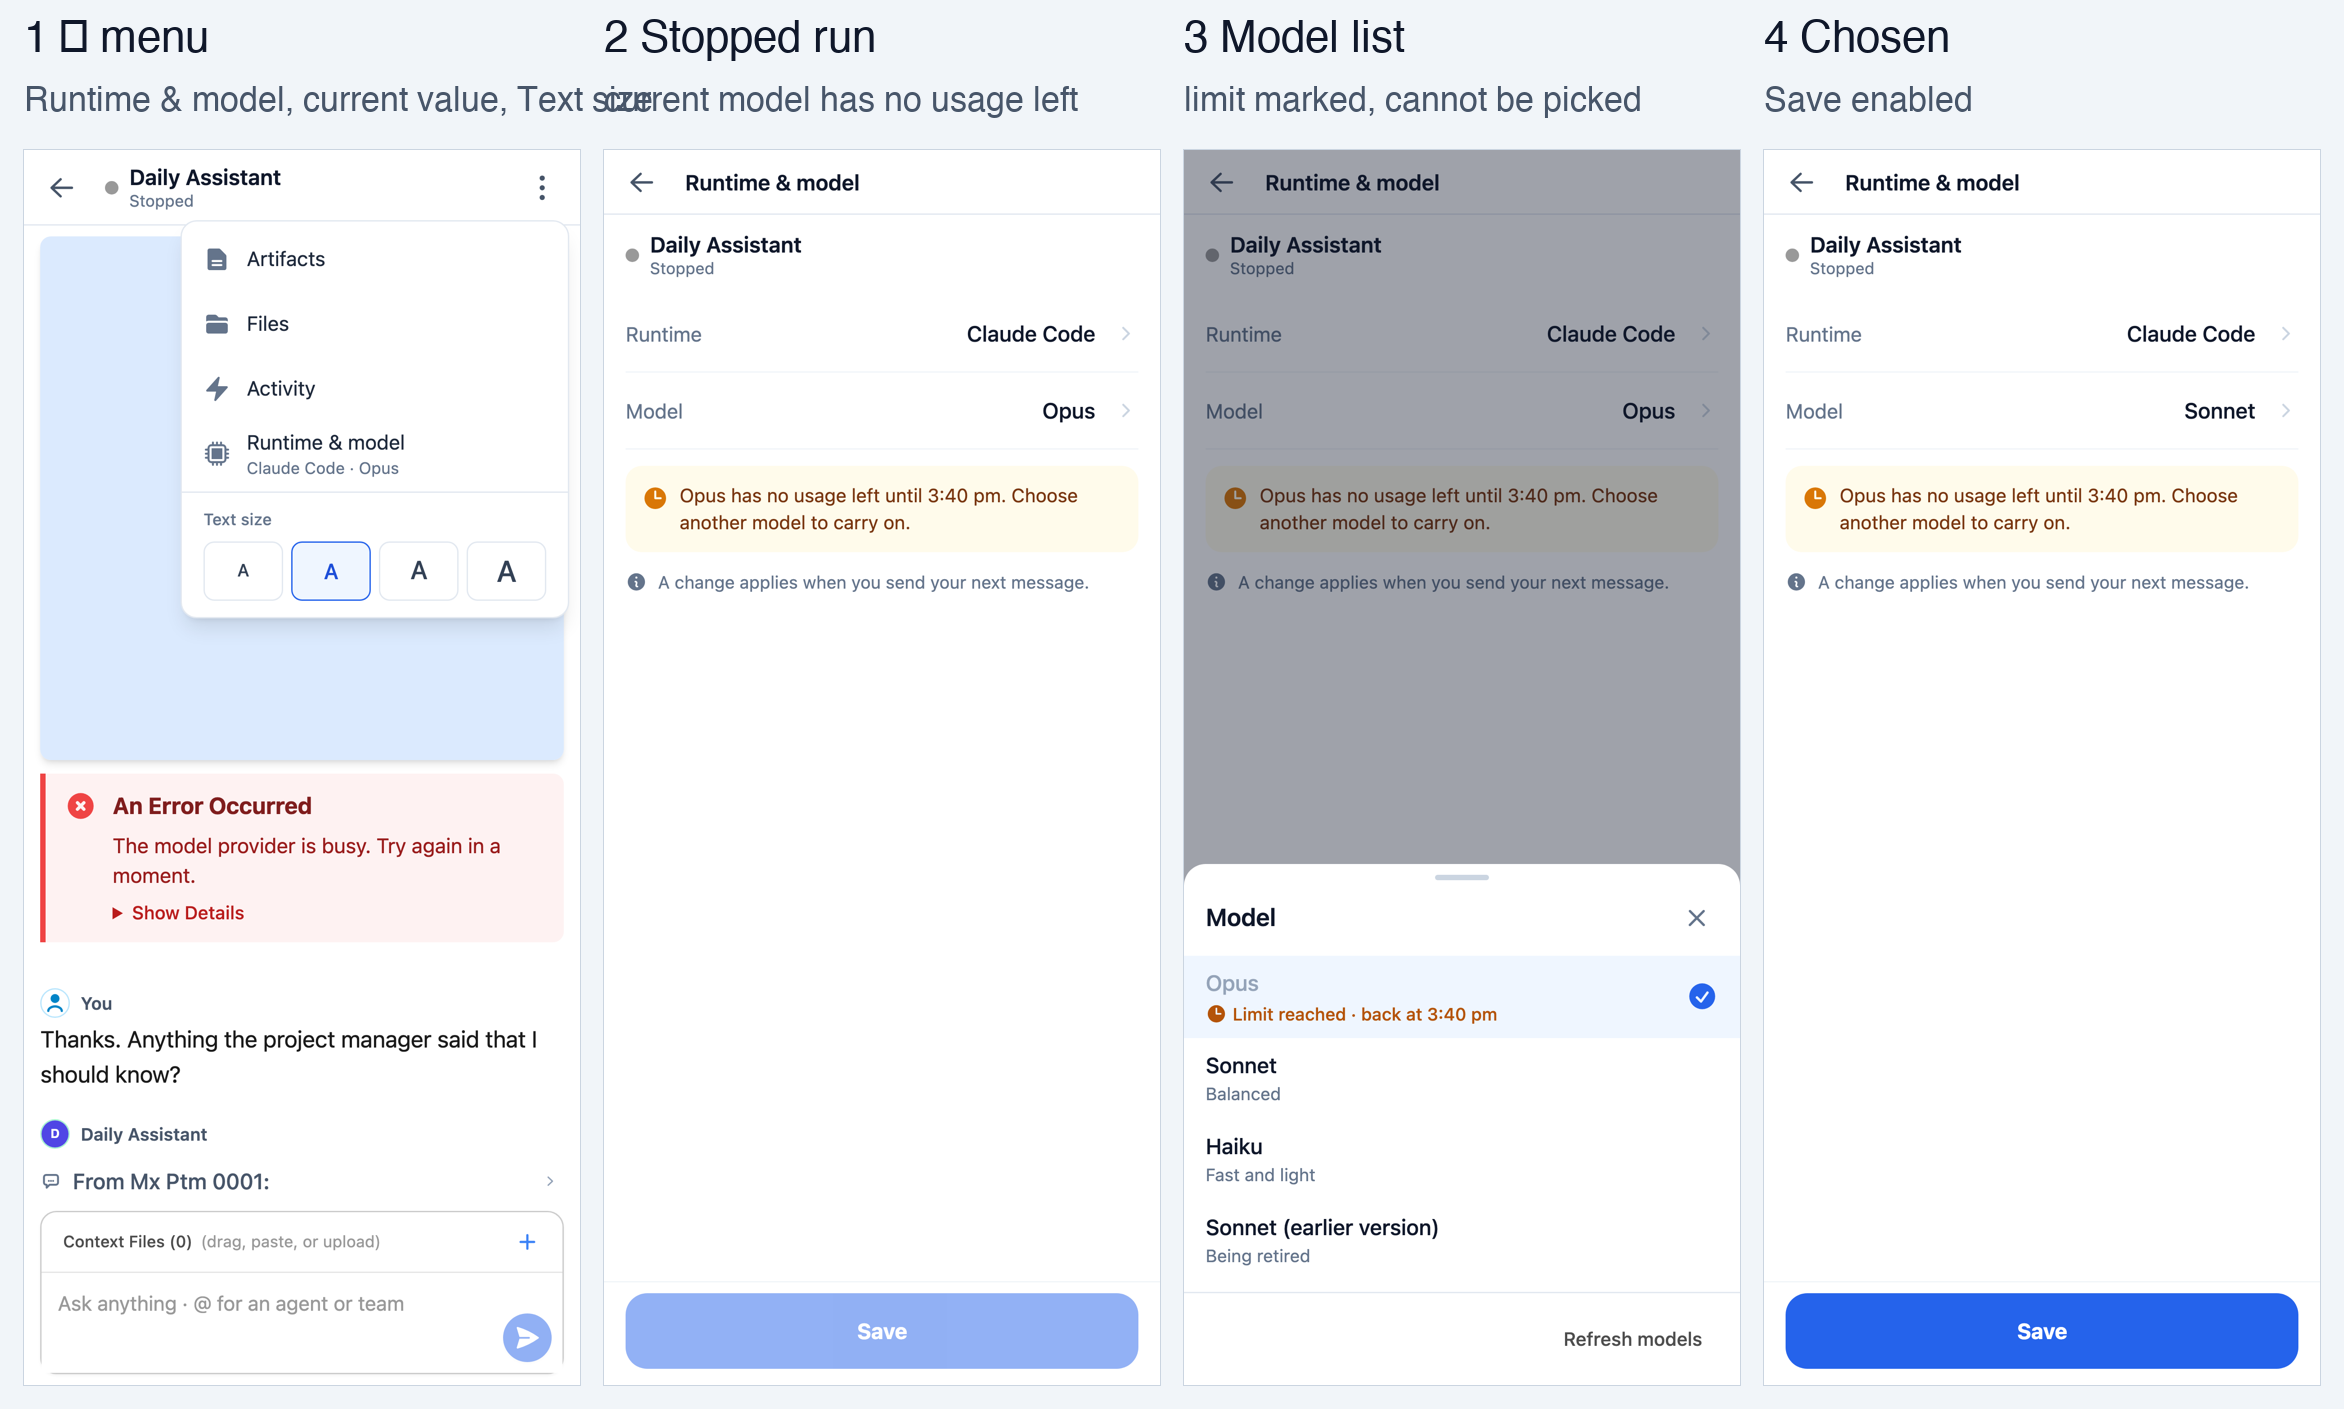 1 menu
Runtime & model, current value, Text size
Daily Assistant
Stopped
Artifacts
Files
Activity
Runtime & model
Claude Code · Opus
Text size
A A A A
An Error Occurred
The model provider is busy. Try again in a
moment.
Show Details
You
Thanks. Anything the project manager said that I
should know?
D Daily Assistant
From Mx Ptm 0001:
Context Files (0) (drag, paste, or upload)
Ask anything · @ for an agent or team
2 Stopped run
current model has no usage left
Runtime & model
Daily Assistant
Stopped
Runtime Claude Code
Model Opus
Opus has no usage left until 3:40 pm. Choose
another model to carry on.
A change applies when you send your next message.
Save
3 Model list
limit marked, cannot be picked
Runtime & model
Daily Assistant
Stopped
Runtime Claude Code
Model Opus
Opus has no usage left until 3:40 pm. Choose
another model to carry on.
A change applies when you send your next message.
Model
Opus
Limit reached · back at 3:40 pm
Sonnet
Balanced
Haiku
Fast and light
Sonnet (earlier version)
Being retired
Refresh models
4 Chosen
Save enabled
Runtime & model
Daily Assistant
Stopped
Runtime Claude Code
Model Sonnet
Opus has no usage left until 3:40 pm. Choose
another model to carry on.
A change applies when you send your next message.
Save